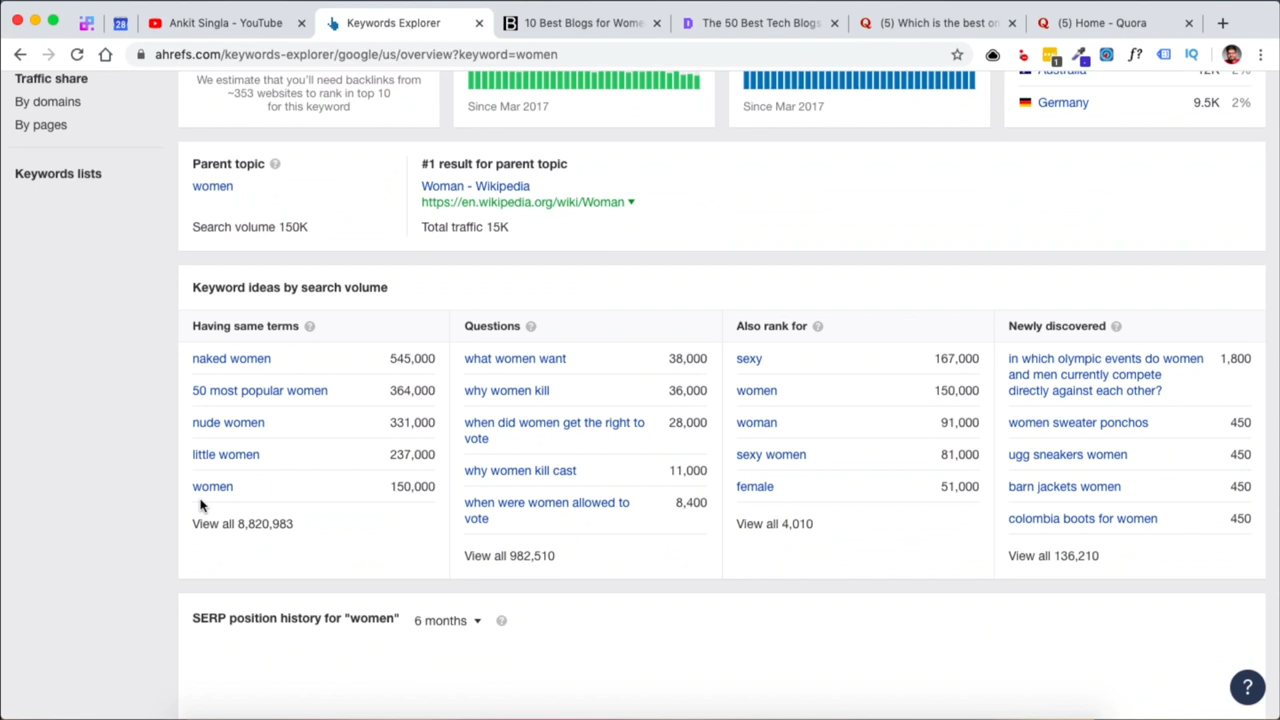 Ankit Singla - YouTube
Keywords Explorer
10 Best Blogs for Wome
The 50 Best Tech Blogs
(5) Which is the best on
(5) Home - Quora
28
ahrefs.com/keywords-explorer/google/us/overview?keyword=women
Traffic share
By domains
By pages
Keywords lists
We estimate that you'll need backlinks from
~353 websites to rank in top 10
for this keyword
Since Mar 2017
Since Mar 2017
Australia 12K 2%
Germany 9.5K 2%
Parent topic
women
Search volume 150K
#1 result for parent topic
Woman - Wikipedia
https://en.wikipedia.org/wiki/Woman
Total traffic 15K
Keyword ideas by search volume
Having same terms
naked women 545,000
50 most popular women 364,000
nude women 331,000
little women 237,000
women 150,000
View all 8,820,983
Questions
what women want 38,000
why women kill 36,000
when did women get the right to 28,000
vote
why women kill cast 11,000
when were women allowed to 8,400
vote
View all 982,510
Also rank for
sexy 167,000
women 150,000
woman 91,000
sexy women 81,000
female 51,000
View all 4,010
Newly discovered
in which olympic events do women 1,800
and men currently compete
directly against each other?
women sweater ponchos 450
ugg sneakers women 450
barn jackets women 450
colombia boots for women 450
View all 136,210
SERP position history for "women" 6 months
?